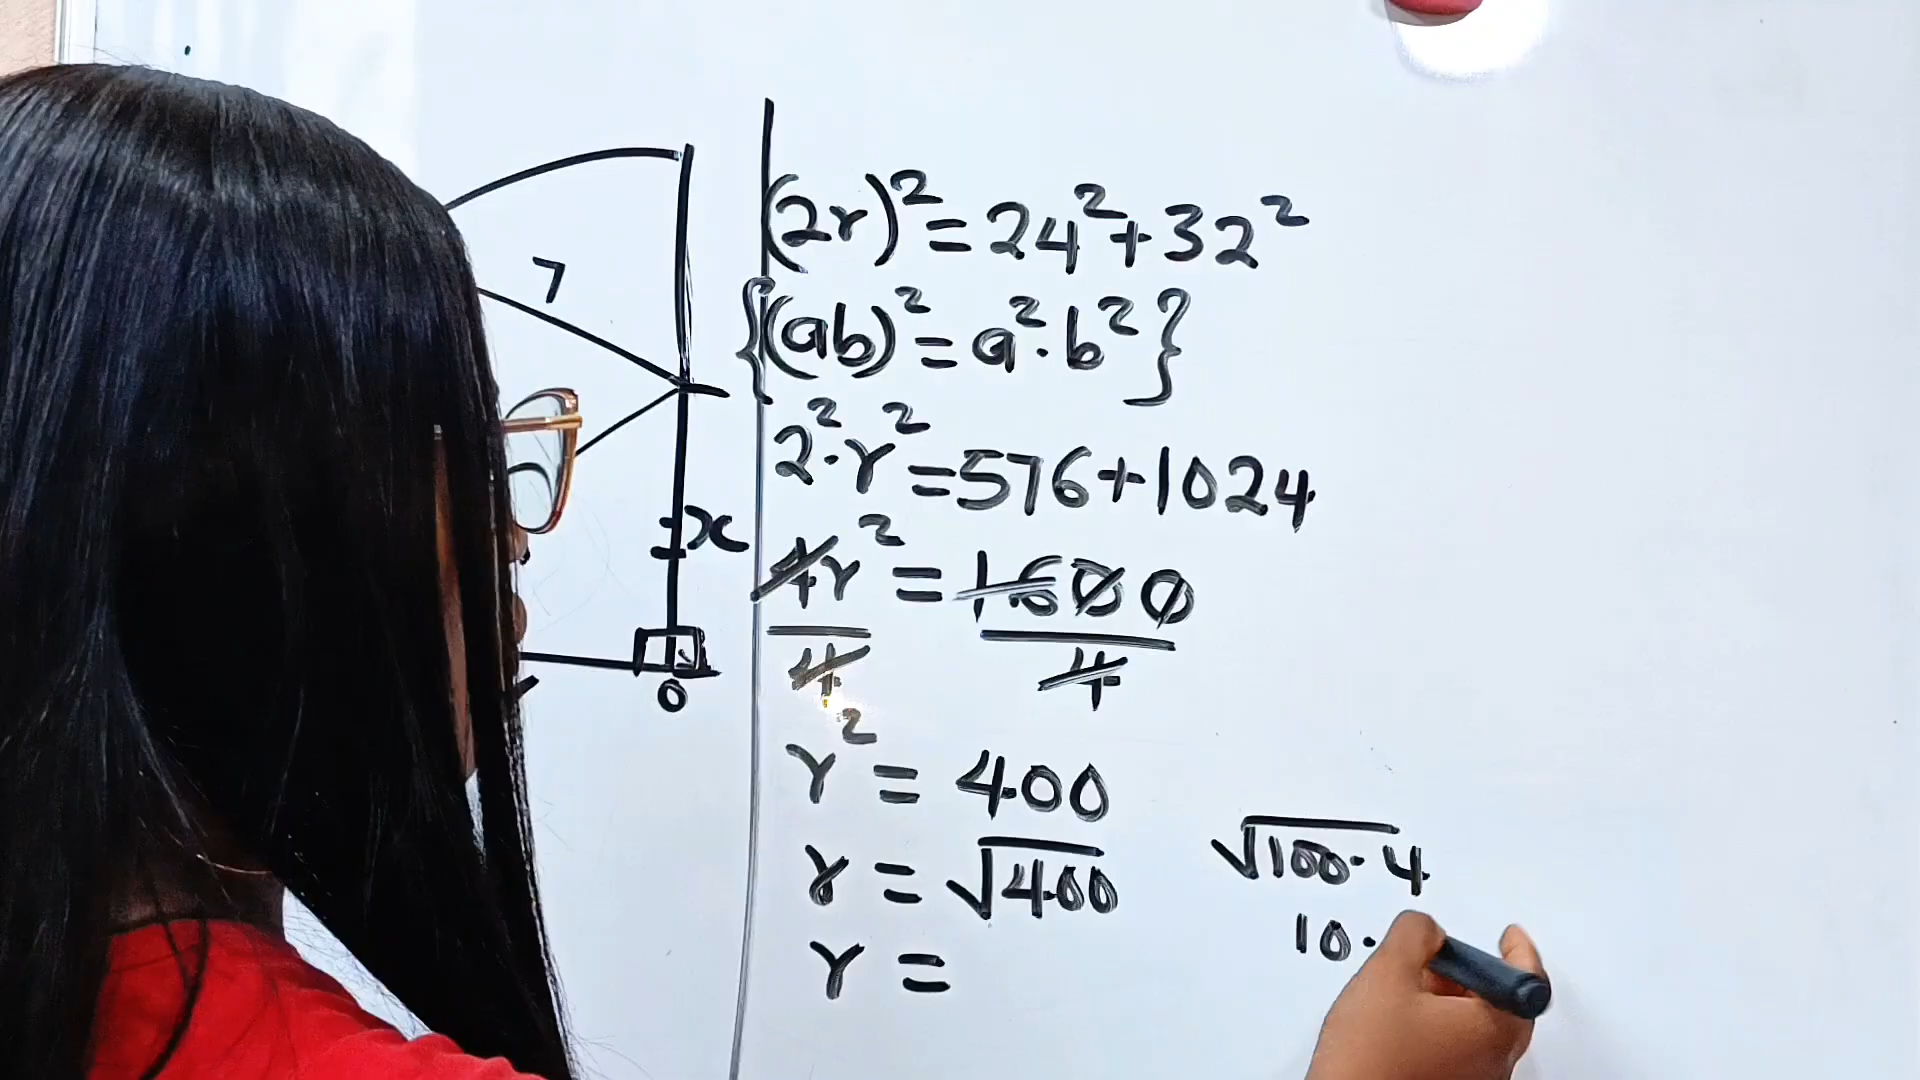 7
x
0
(2r)² = 24² + 32²
{(ab)² = a² · b²}
2² · r² = 576 + 1024
4r² = 1600
4 4
r² = 400
r = √400
r =
√100 · 4
10 ·